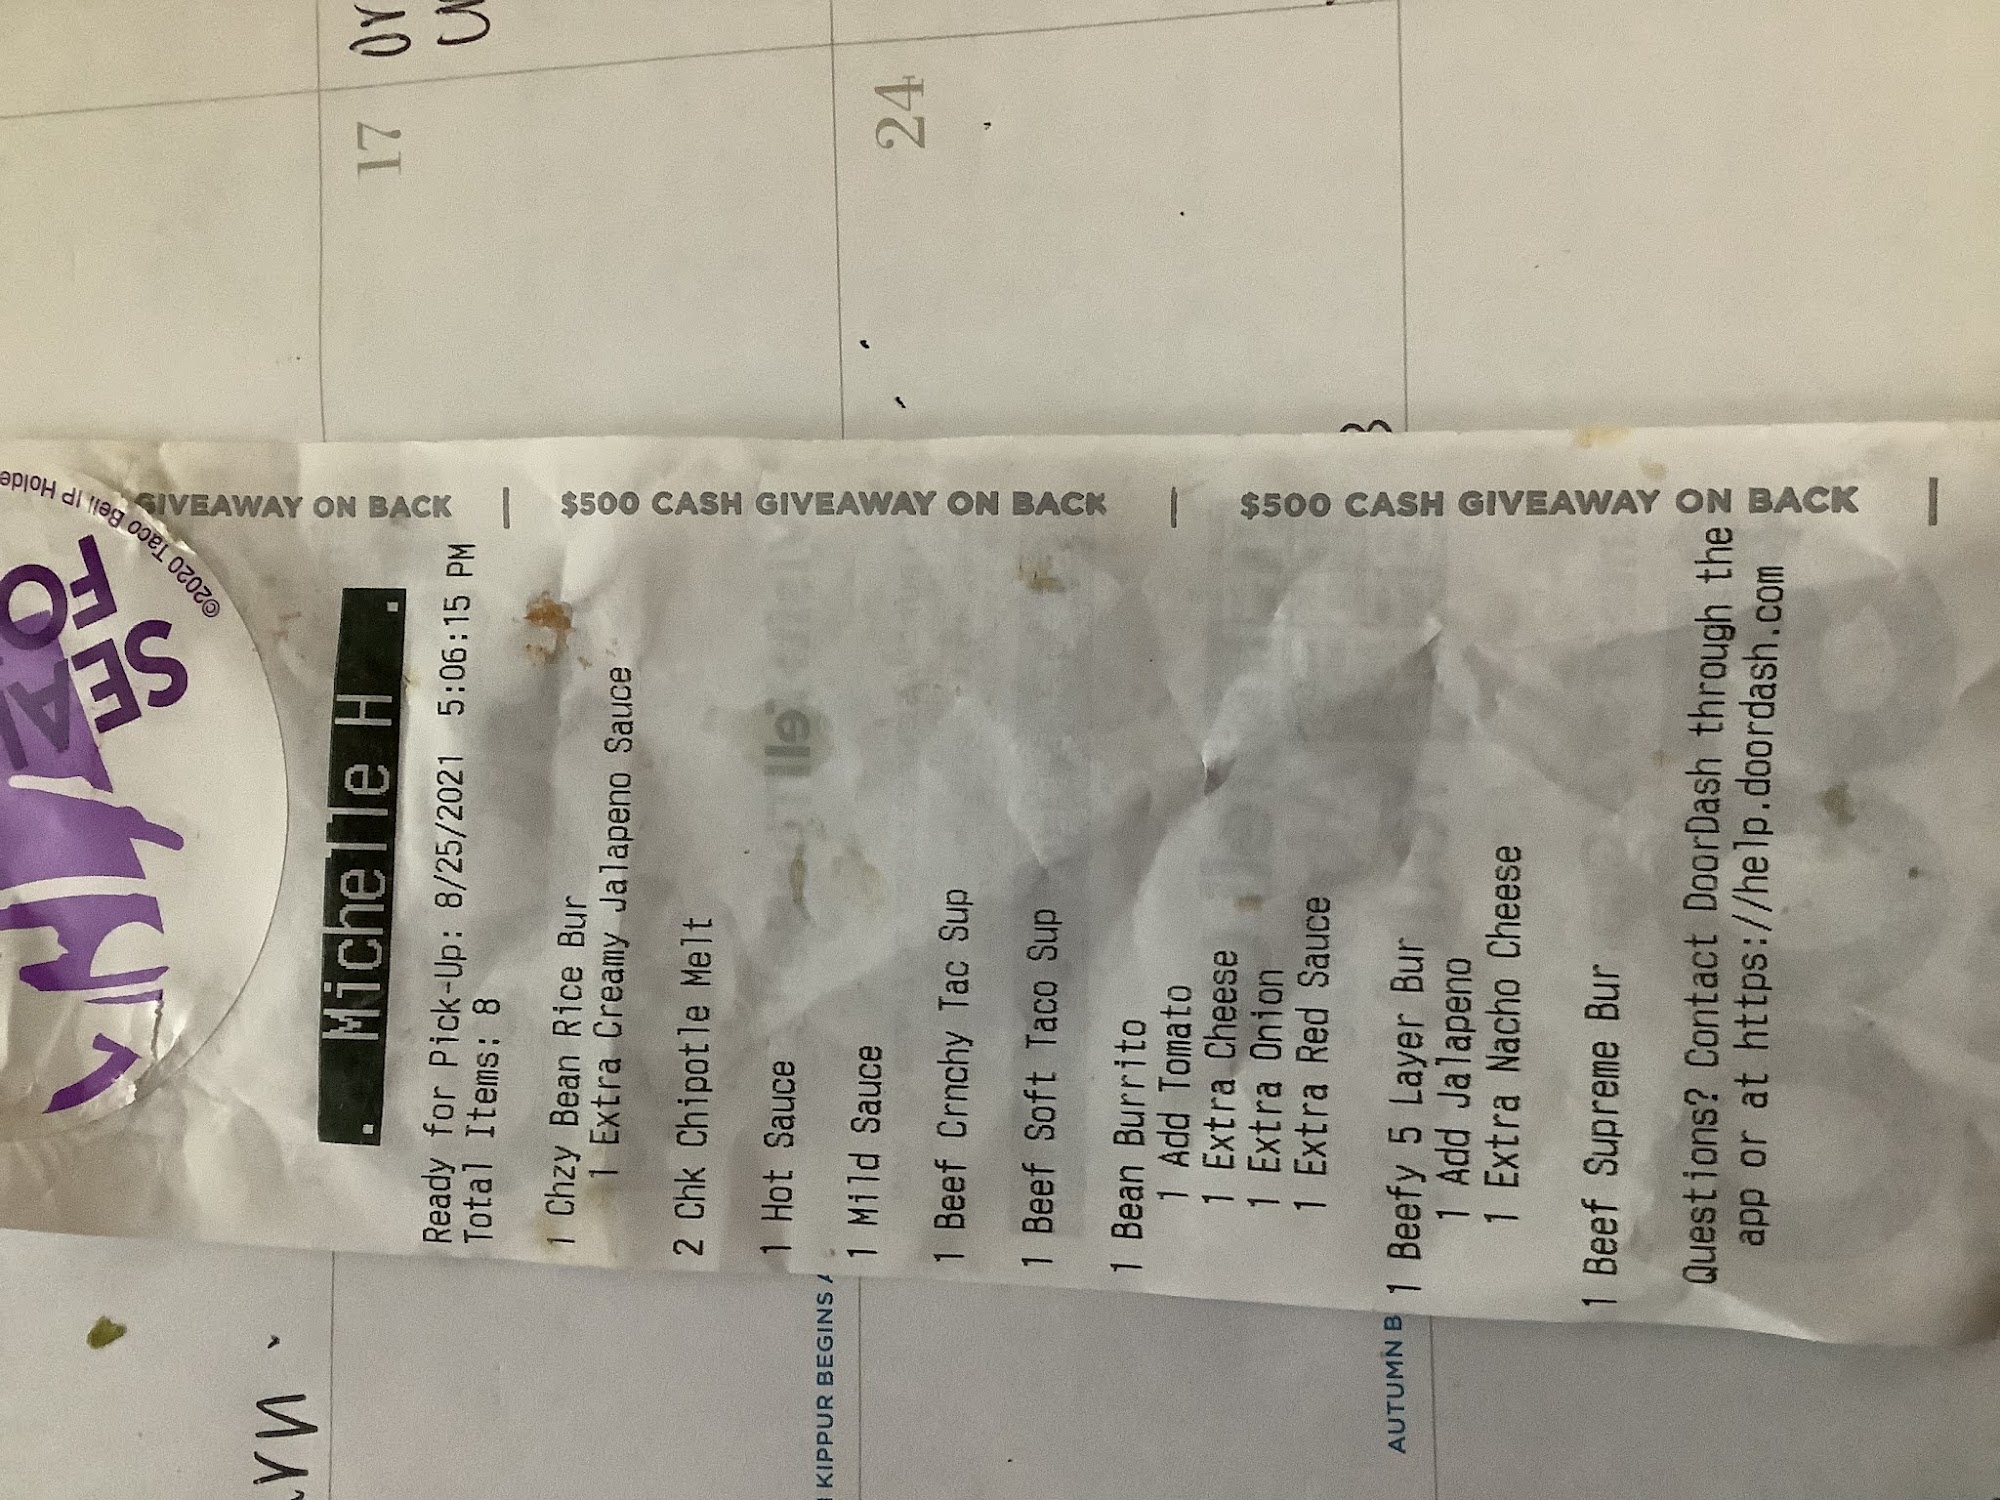 ©2020 Taco Bell IP Holde
SEAL
FO
GIVEAWAY ON BACK | $500 CASH GIVEAWAY ON BACK | $500 CASH GIVEAWAY ON BACK |
. Michelle H .
Ready for Pick-Up: 8/25/2021 5:06:15 PM
Total Items: 8
1 Chzy Bean Rice Bur
1 Extra Creamy Jalapeno Sauce
2 Chk Chipotle Melt
1 Hot Sauce
1 Mild Sauce
1 Beef Crnchy Tac Sup
1 Beef Soft Taco Sup
1 Bean Burrito
1 Add Tomato
1 Extra Cheese
1 Extra Onion
1 Extra Red Sauce
1 Beefy 5 Layer Bur
1 Add Jalapeno
1 Extra Nacho Cheese
1 Beef Supreme Bur
Questions? Contact DoorDash through the
app or at https://help.doordash.com
17
24
KIPPUR BEGINS A
AUTUMN B